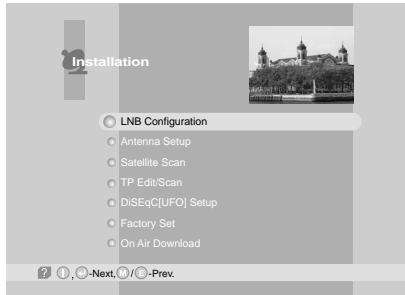 Installation
LNB Configuration
Antenna Setup
Satellite Scan
TP Edit/Scan
DiSEqC[UFO] Setup
Factory Set
On Air Download
? , -Next, M / E -Prev.